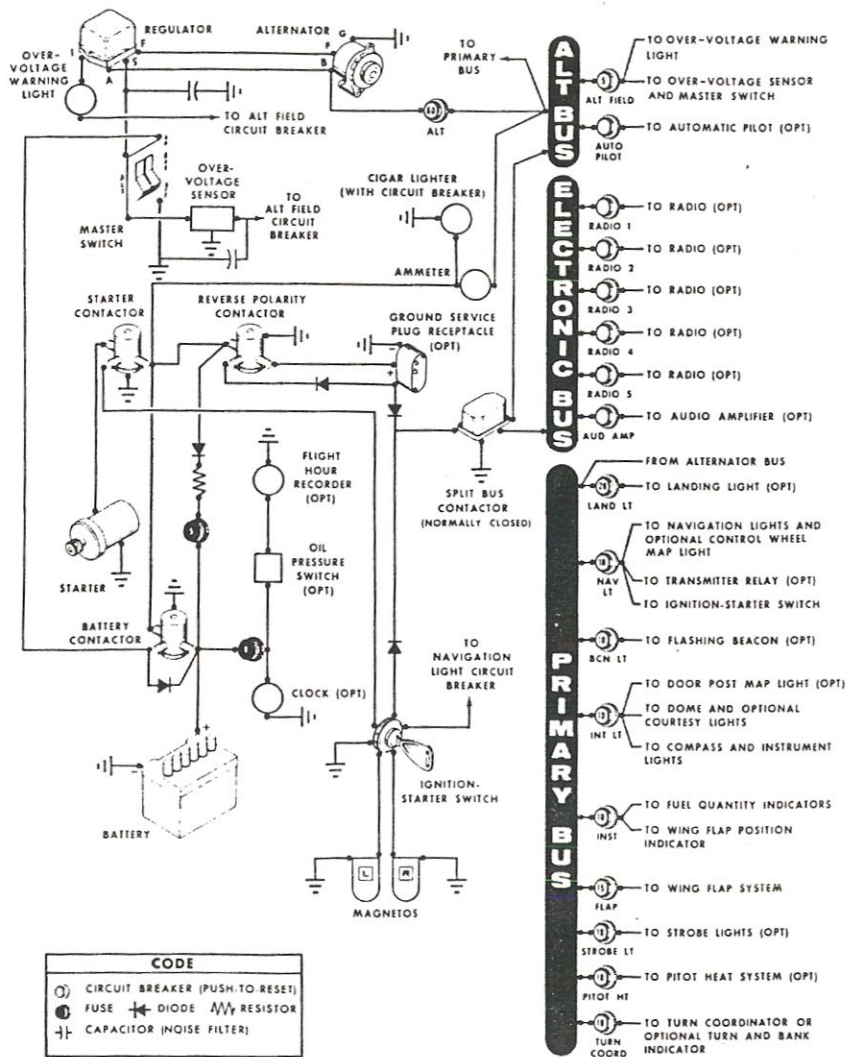 REGULATOR
ALTERNATOR
G
F
F
S
I
A
B
OVER-
VOLTAGE
WARNING
LIGHT
TO ALT FIELD
CIRCUIT BREAKER
TO
PRIMARY
BUS
60
ALT
ALT BUS
5
ALT FIELD
TO OVER-VOLTAGE WARNING
LIGHT
TO OVER-VOLTAGE SENSOR
AND MASTER SWITCH
AUTO
PILOT
TO AUTOMATIC PILOT (OPT)
MASTER
SWITCH
OVER-
VOLTAGE
SENSOR
TO
ALT FIELD
CIRCUIT
BREAKER
CIGAR LIGHTER
(WITH CIRCUIT BREAKER)
AMMETER
STARTER
CONTACTOR
REVERSE POLARITY
CONTACTOR
GROUND SERVICE
PLUG RECEPTACLE
(OPT)
-
+
ELECTRONIC BUS
RADIO 1
TO RADIO (OPT)
RADIO 2
TO RADIO (OPT)
RADIO 3
TO RADIO (OPT)
RADIO 4
TO RADIO (OPT)
RADIO 5
TO RADIO (OPT)
AUD AMP
TO AUDIO AMPLIFIER (OPT)
FLIGHT
HOUR
RECORDER
(OPT)
SPLIT BUS
CONTACTOR
(NORMALLY CLOSED)
STARTER
OIL
PRESSURE
SWITCH
(OPT)
BATTERY
CONTACTOR
CLOCK (OPT)
TO
NAVIGATION
LIGHT CIRCUIT
BREAKER
+
-
BATTERY
IGNITION-
STARTER SWITCH
L
R
MAGNETOS
PRIMARY BUS
FROM ALTERNATOR BUS
20
LAND LT
TO LANDING LIGHT (OPT)
10
NAV
LT
TO NAVIGATION LIGHTS AND
OPTIONAL CONTROL WHEEL
MAP LIGHT
TO TRANSMITTER RELAY (OPT)
TO IGNITION-STARTER SWITCH
10
BCN LT
TO FLASHING BEACON (OPT)
10
INT LT
TO DOOR POST MAP LIGHT (OPT)
TO DOME AND OPTIONAL
COURTESY LIGHTS
TO COMPASS AND INSTRUMENT
LIGHTS
10
INST
TO FUEL QUANTITY INDICATORS
TO WING FLAP POSITION
INDICATOR
15
FLAP
TO WING FLAP SYSTEM
10
STROBE LT
TO STROBE LIGHTS (OPT)
10
PITOT HT
TO PITOT HEAT SYSTEM (OPT)
10
TURN
COORD
TO TURN COORDINATOR OR
OPTIONAL TURN AND BANK
INDICATOR
CODE
CIRCUIT BREAKER (PUSH-TO-RESET)
FUSE DIODE RESISTOR
CAPACITOR (NOISE FILTER)